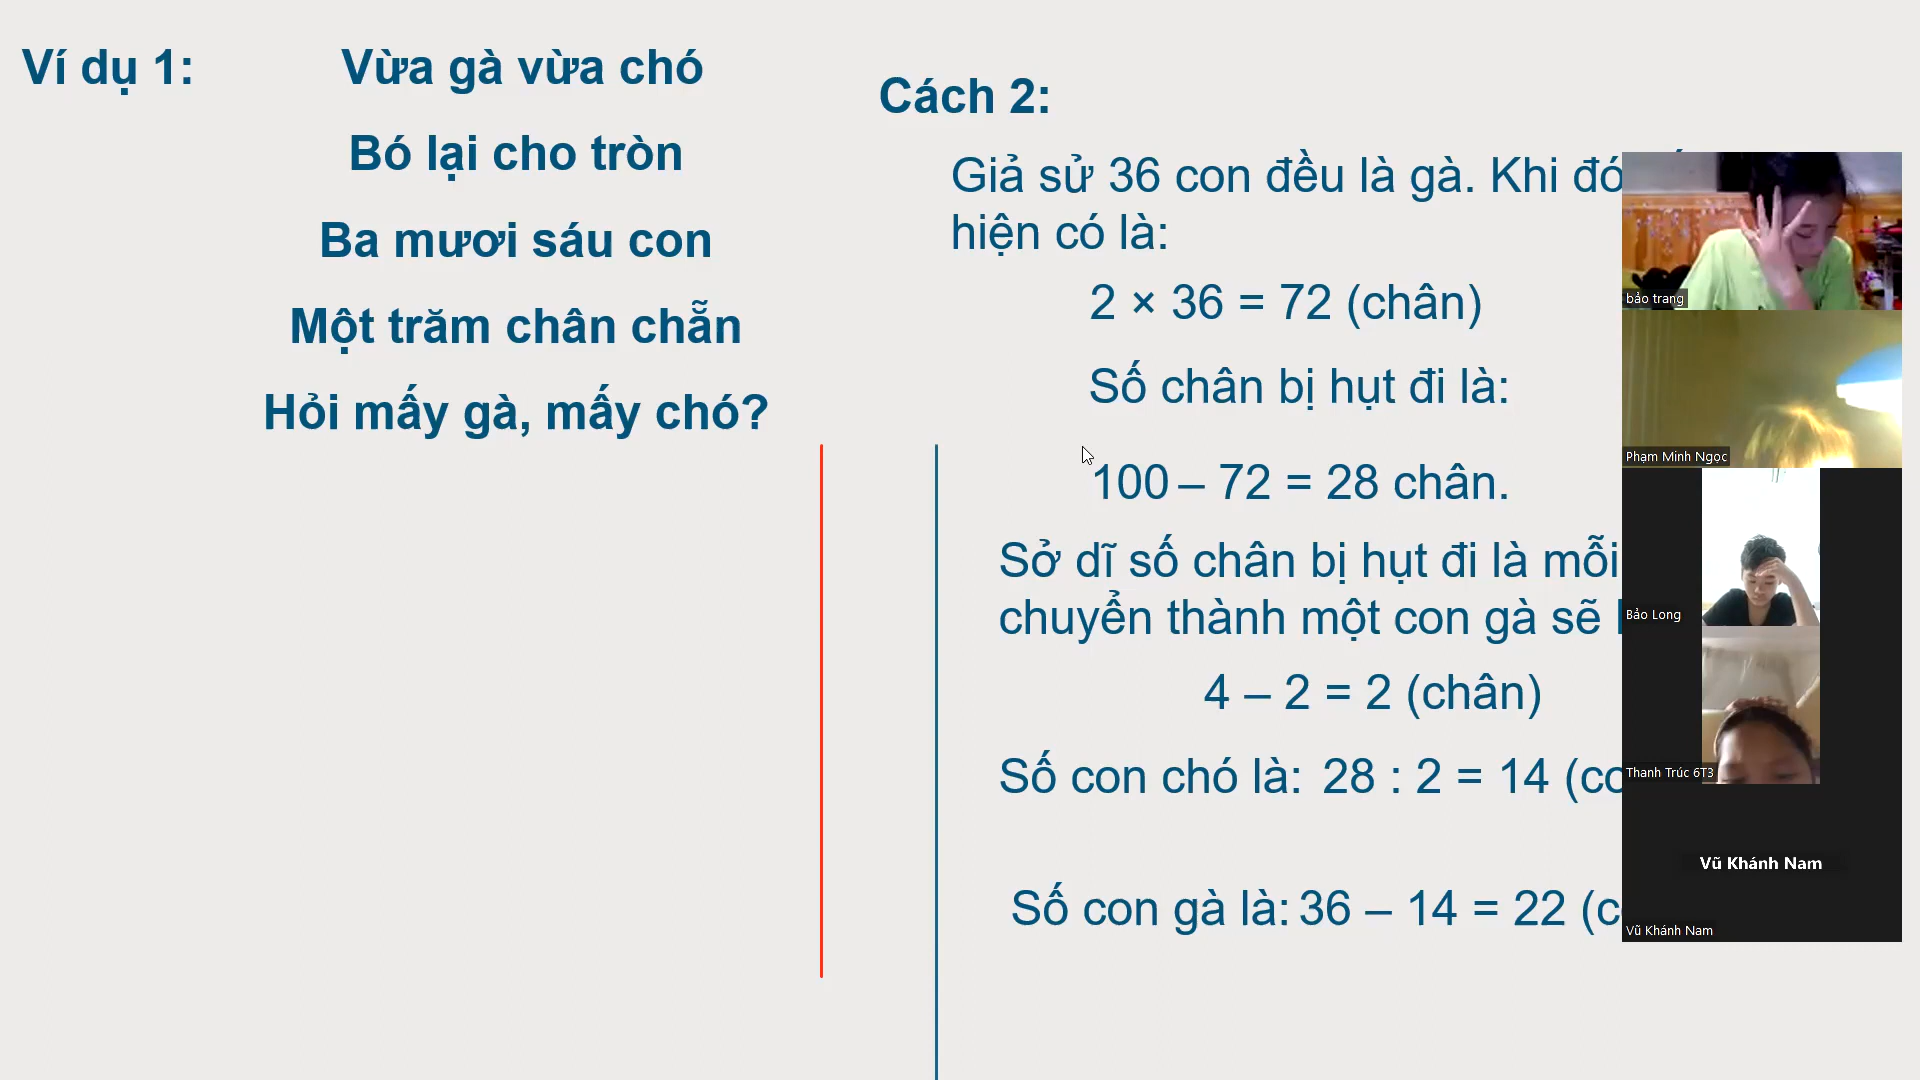 Ví dụ 1:
Vừa gà vừa chó
Bó lại cho tròn
Ba mươi sáu con
Một trăm chân chẵn
Hỏi mấy gà, mấy chó?
Cách 2:
Giả sử 36 con đều là gà. Khi đó
hiện có là:
2 × 36 = 72 (chân)
Số chân bị hụt đi là:
100 – 72 = 28 chân.
Sở dĩ số chân bị hụt đi là mỗi
chuyển thành một con gà sẽ
4 – 2 = 2 (chân)
Số con chó là: 28 : 2 = 14
Số con gà là: 36 – 14 = 22
bảo trang
Phạm Minh Ngọc
Bảo Long
Thanh Trúc 6T3
Vũ Khánh Nam
Vũ Khánh Nam